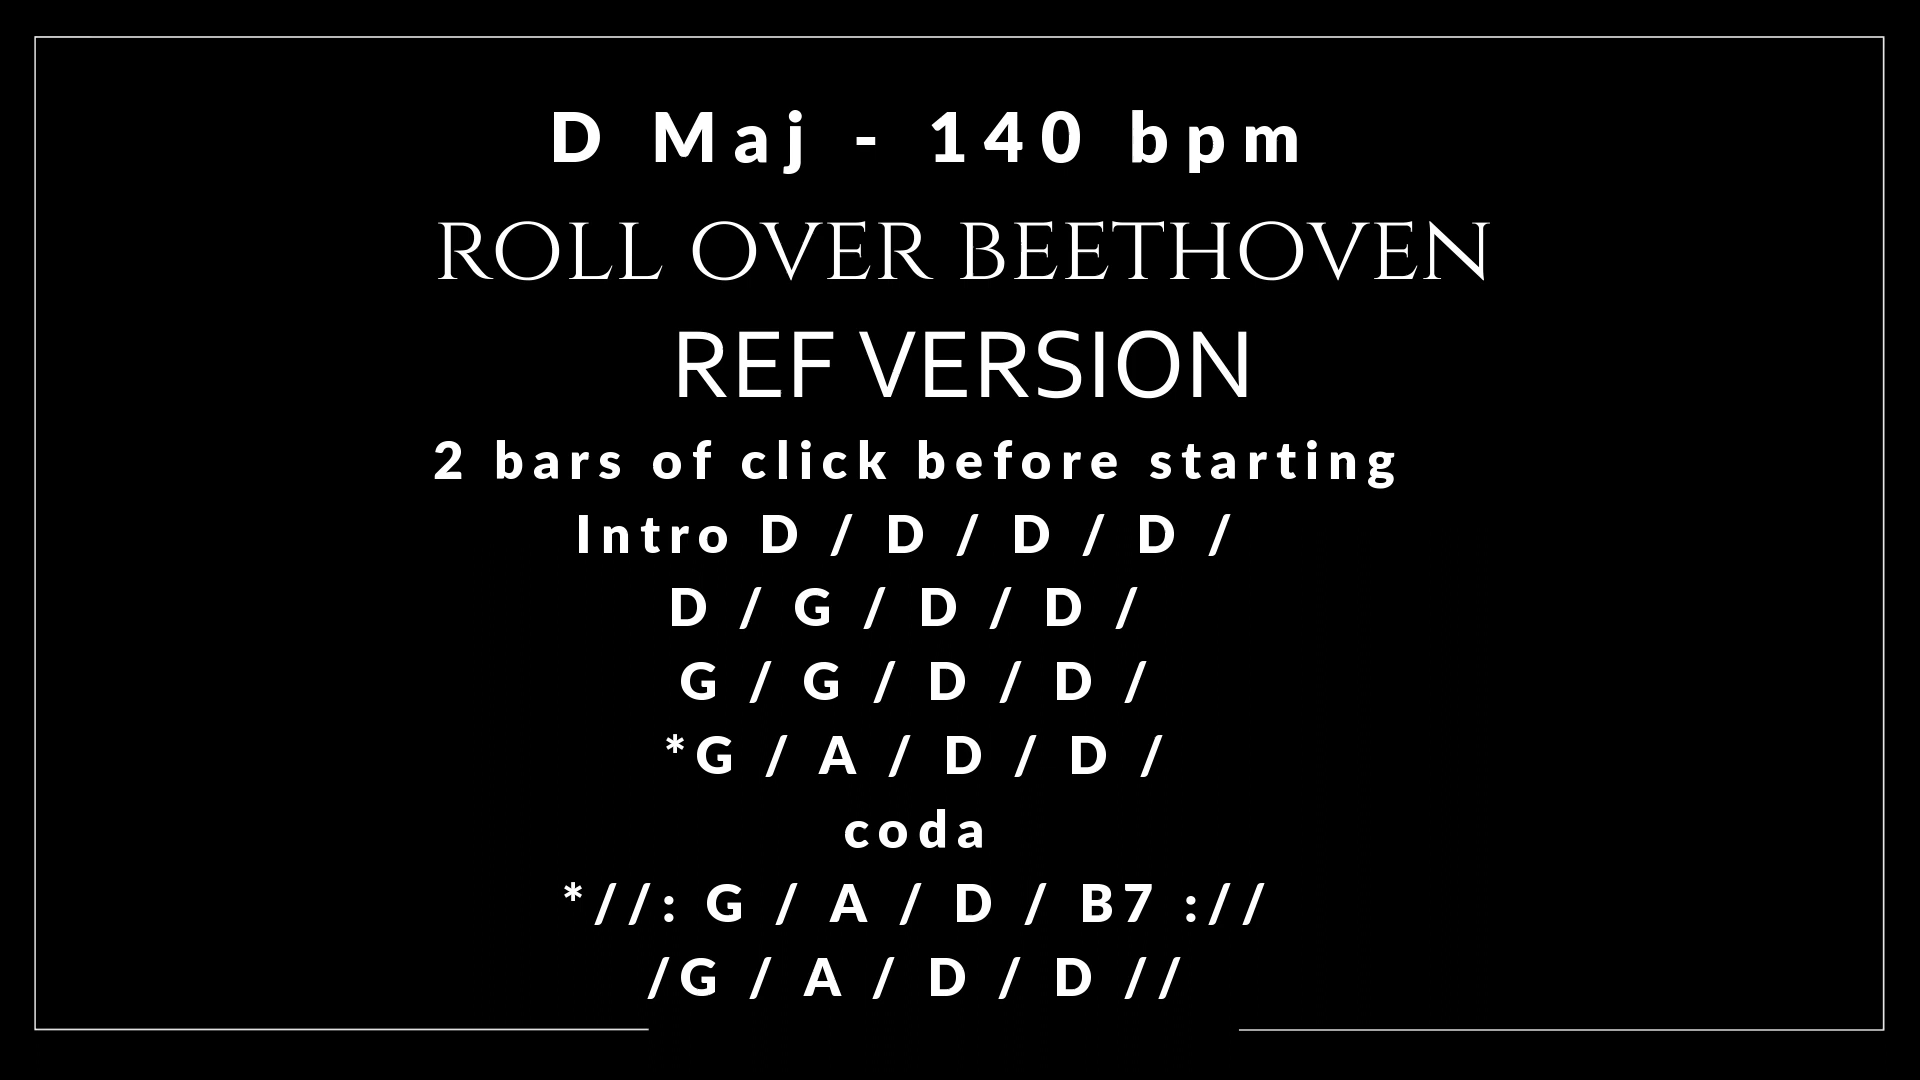 D Maj - 140 bpm
ROLL OVER BEETHOVEN
REF VERSION
2 bars of click before starting
Intro D / D / D / D /
D / G / D / D /
G / G / D / D /
*G / A / D / D /
coda
*//: G / A / D / B7 ://
/G / A / D / D //